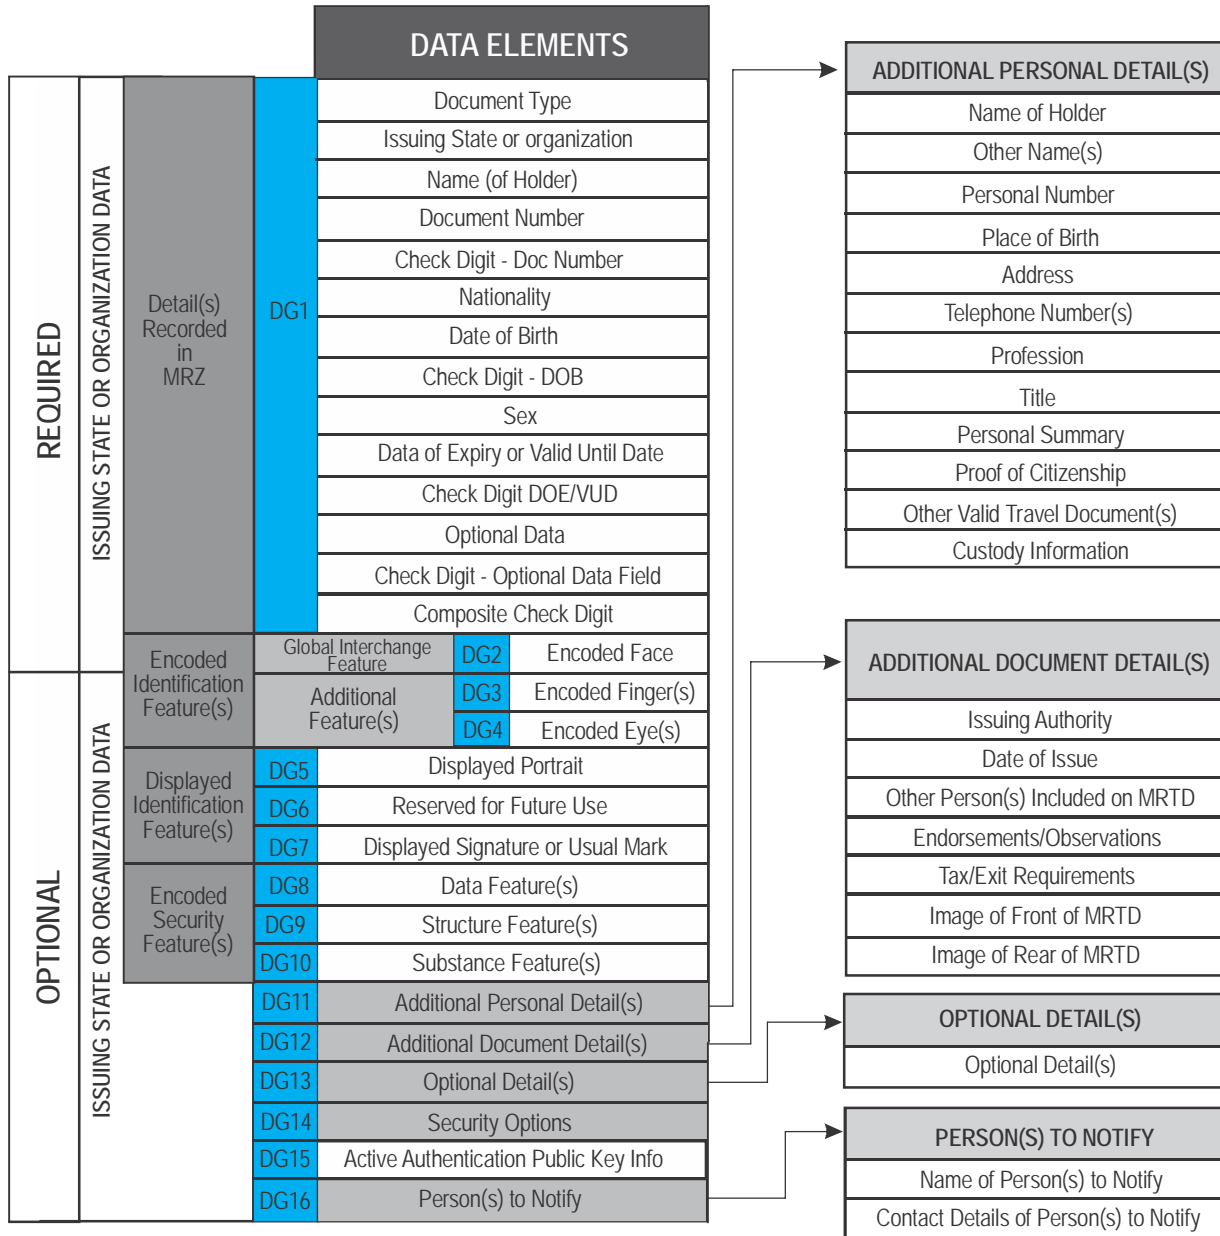 DATA ELEMENTS
REQUIRED
ISSUING STATE OR ORGANIZATION DATA
Detail(s)
Recorded
in
MRZ
DG1
Document Type
Issuing State or organization
Name (of Holder)
Document Number
Check Digit - Doc Number
Nationality
Date of Birth
Check Digit - DOB
Sex
Data of Expiry or Valid Until Date
Check Digit DOE/VUD
Optional Data
Check Digit - Optional Data Field
Composite Check Digit
Encoded
Identification
Feature(s)
Global Interchange
Feature
DG2
Encoded Face
OPTIONAL
ISSUING STATE OR ORGANIZATION DATA
Additional
Feature(s)
DG3
Encoded Finger(s)
DG4
Encoded Eye(s)
Displayed
Identification
Feature(s)
DG5
Displayed Portrait
DG6
Reserved for Future Use
DG7
Displayed Signature or Usual Mark
Encoded
Security
Feature(s)
DG8
Data Feature(s)
DG9
Structure Feature(s)
DG10
Substance Feature(s)
DG11
Additional Personal Detail(s)
DG12
Additional Document Detail(s)
DG13
Optional Detail(s)
DG14
Security Options
DG15
Active Authentication Public Key Info
DG16
Person(s) to Notify
ADDITIONAL PERSONAL DETAIL(S)
Name of Holder
Other Name(s)
Personal Number
Place of Birth
Address
Telephone Number(s)
Profession
Title
Personal Summary
Proof of Citizenship
Other Valid Travel Document(s)
Custody Information
ADDITIONAL DOCUMENT DETAIL(S)
Issuing Authority
Date of Issue
Other Person(s) Included on MRTD
Endorsements/Observations
Tax/Exit Requirements
Image of Front of MRTD
Image of Rear of MRTD
OPTIONAL DETAIL(S)
Optional Detail(s)
PERSON(S) TO NOTIFY
Name of Person(s) to Notify
Contact Details of Person(s) to Notify